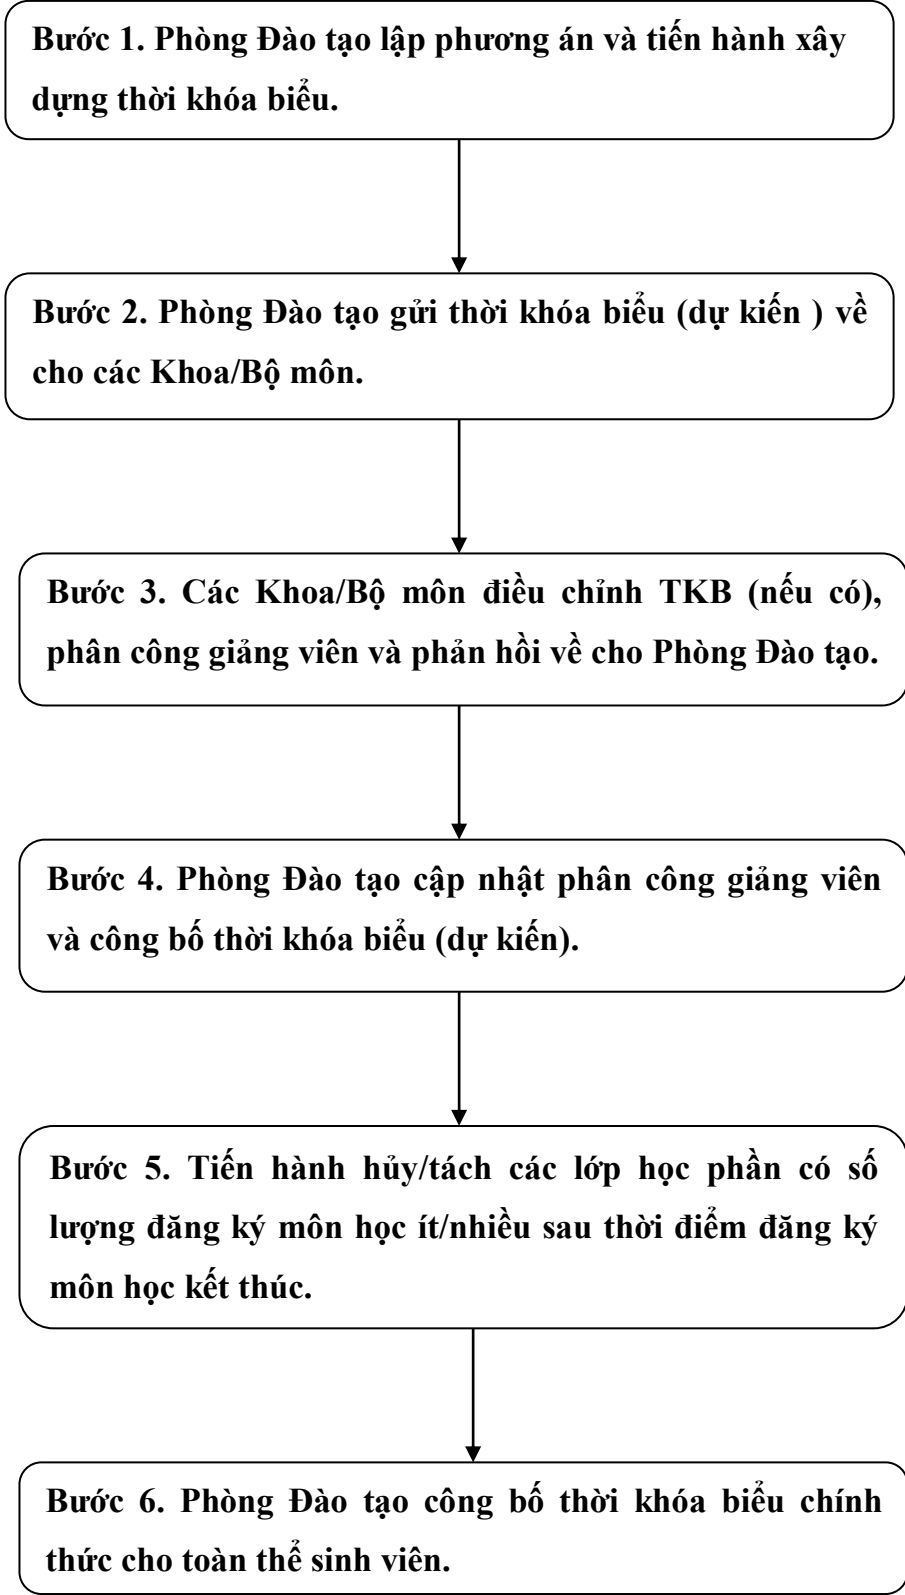 Bước 1. Phòng Đào tạo lập phương án và tiến hành xây
dựng thời khóa biểu.
Bước 2. Phòng Đào tạo gửi thời khóa biểu (dự kiến ) về
cho các Khoa/Bộ môn.
Bước 3. Các Khoa/Bộ môn điều chỉnh TKB (nếu có),
phân công giảng viên và phản hồi về cho Phòng Đào tạo.
Bước 4. Phòng Đào tạo cập nhật phân công giảng viên
và công bố thời khóa biểu (dự kiến).
Bước 5. Tiến hành hủy/tách các lớp học phần có số
lượng đăng ký môn học ít/nhiều sau thời điểm đăng ký
môn học kết thúc.
Bước 6. Phòng Đào tạo công bố thời khóa biểu chính
thức cho toàn thể sinh viên.